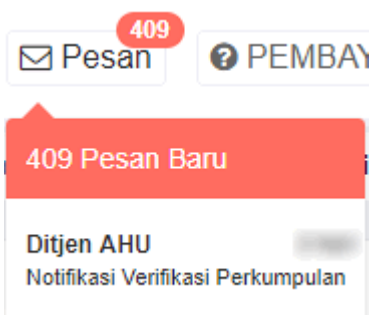 409
Pesan
PEMBAY
409 Pesan Baru
Ditjen AHU
Notifikasi Verifikasi Perkumpulan